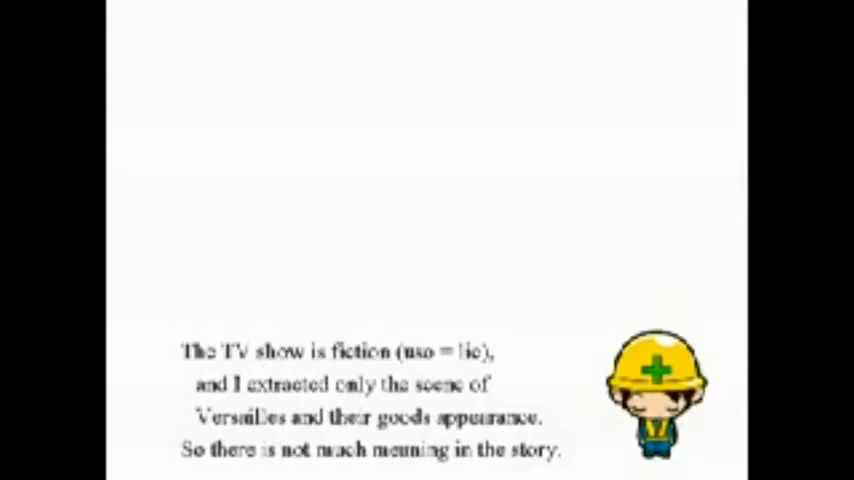 The TV show is fiction (uso = lie),
and I extracted only the scene of
Versailles and their goods appearance.
So there is not much meaning in the story.